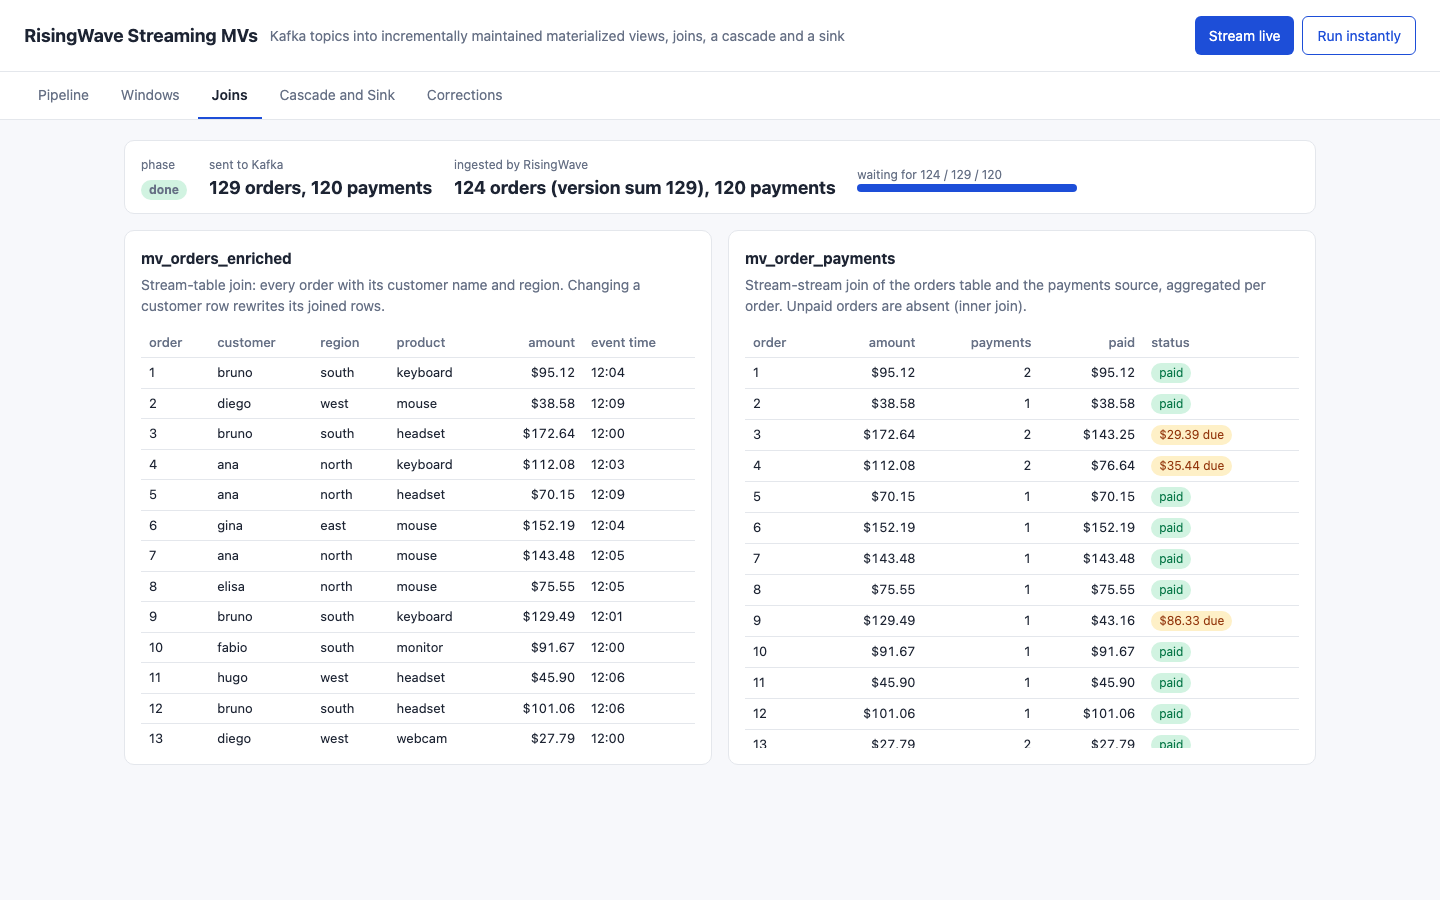 RisingWave Streaming MVs Kafka topics into incrementally maintained materialized views, joins, a cascade and a sink Stream live Run instantly
Pipeline Windows Joins Cascade and Sink Corrections
phase sent to Kafka ingested by RisingWave waiting for 124 / 129 / 120
done 129 orders, 120 payments 124 orders (version sum 129), 120 payments
mv_orders_enriched
Stream-table join: every order with its customer name and region. Changing a
customer row rewrites its joined rows.
order customer region product amount event time
1 bruno south keyboard $95.12 12:04
2 diego west mouse $38.58 12:09
3 bruno south headset $172.64 12:00
4 ana north keyboard $112.08 12:03
5 ana north headset $70.15 12:09
6 gina east mouse $152.19 12:04
7 ana north mouse $143.48 12:05
8 elisa north mouse $75.55 12:05
9 bruno south keyboard $129.49 12:01
10 fabio south monitor $91.67 12:00
11 hugo west headset $45.90 12:06
12 bruno south headset $101.06 12:06
13 diego west webcam $27.79 12:00
mv_order_payments
Stream-stream join of the orders table and the payments source, aggregated per
order. Unpaid orders are absent (inner join).
order amount payments paid status
1 $95.12 2 $95.12 paid
2 $38.58 1 $38.58 paid
3 $172.64 2 $143.25 $29.39 due
4 $112.08 2 $76.64 $35.44 due
5 $70.15 1 $70.15 paid
6 $152.19 1 $152.19 paid
7 $143.48 1 $143.48 paid
8 $75.55 1 $75.55 paid
9 $129.49 1 $43.16 $86.33 due
10 $91.67 1 $91.67 paid
11 $45.90 1 $45.90 paid
12 $101.06 1 $101.06 paid
13 $27.79 2 $27.79 paid